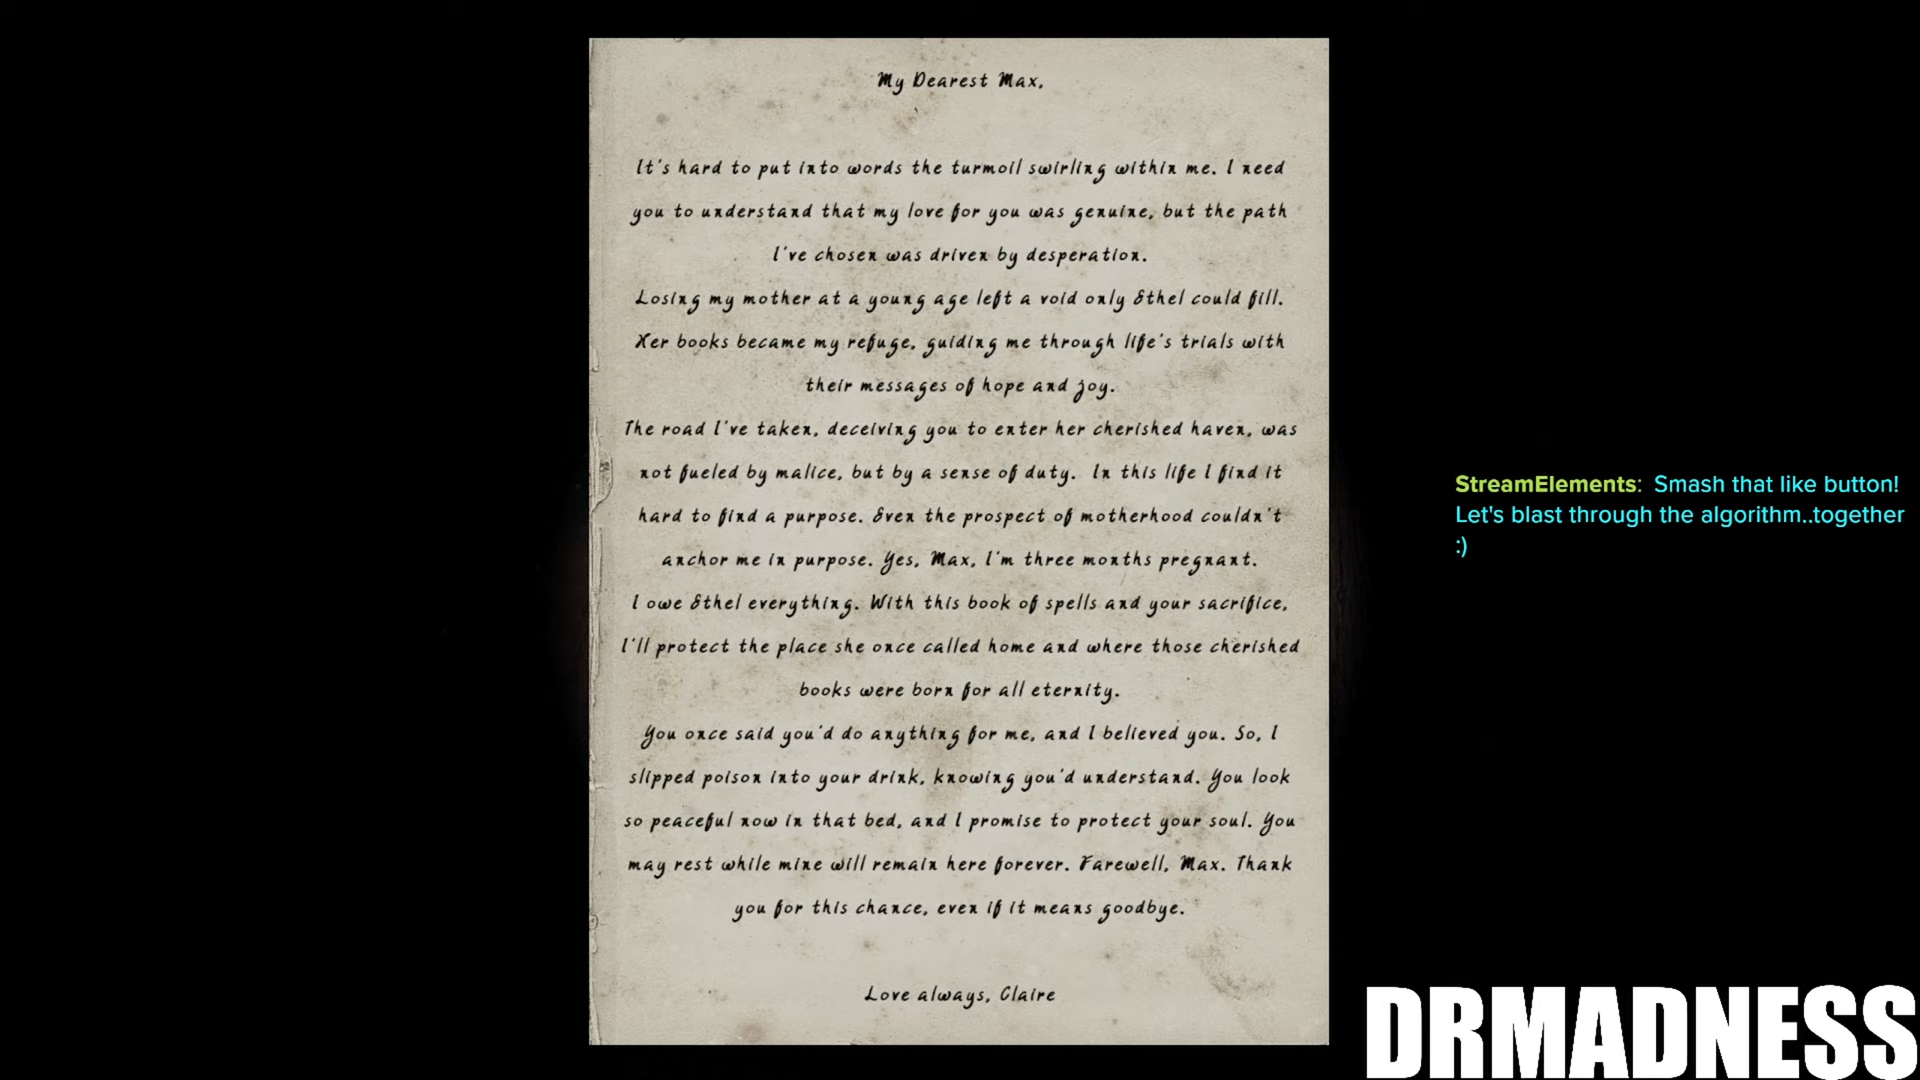 My Dearest Max,
It's hard to put into words the turmoil swirling within me. I need
you to understand that my love for you was genuine, but the path
I've chosen was driven by desperation.
Losing my mother at a young age left a void only Ethel could fill.
Her books became my refuge, guiding me through life's trials with
their messages of hope and joy.
The road I've taken, deceiving you to enter her cherished haven, was
not fueled by malice, but by a sense of duty. In this life I find it
hard to find a purpose. Even the prospect of motherhood couldn't
anchor me in purpose. Yes, Max, I'm three months pregnant.
I owe Ethel everything. With this book of spells and your sacrifice,
I'll protect the place she once called home and where those cherished
books were born for all eternity.
You once said you'd do anything for me, and I believed you. So, I
slipped poison into your drink, knowing you'd understand. You look
so peaceful now in that bed, and I promise to protect your soul. You
may rest while mine will remain here forever. Farewell, Max. Thank
you for this chance, even if it means goodbye.
Love always, Claire
StreamElements: Smash that like button!
Let's blast through the algorithm..together
:)
DRMADNESS